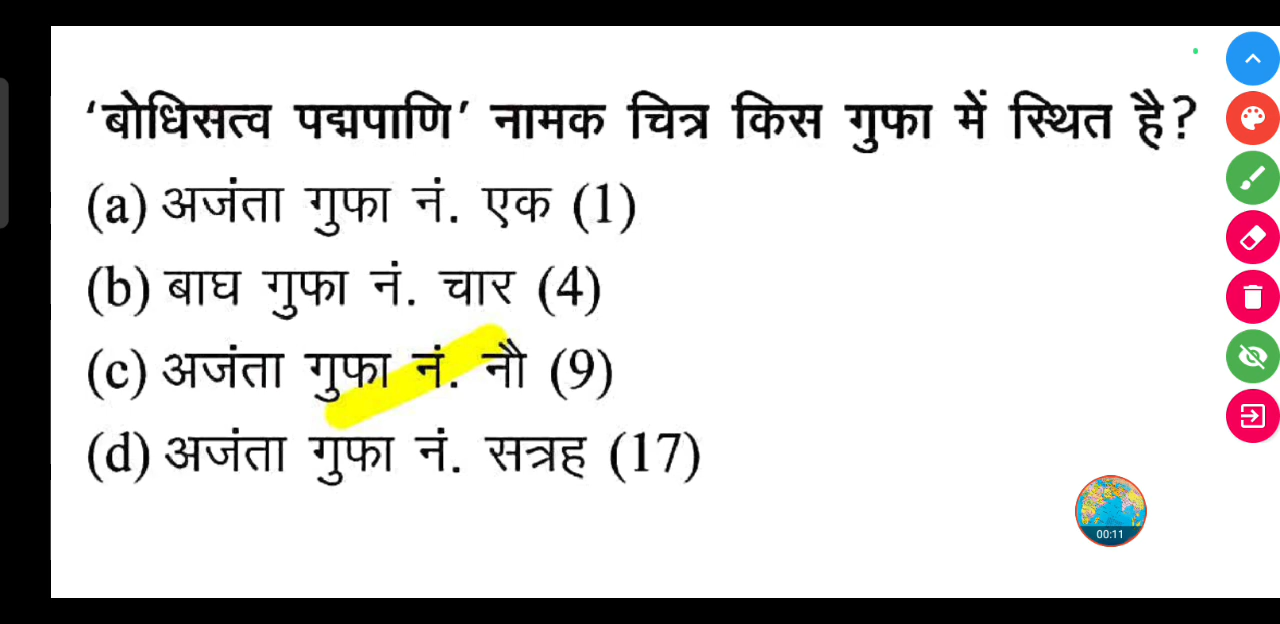 ‘बोधिसत्व पद्मपाणि’ नामक चित्र किस गुफा में स्थित है?
(a) अजंता गुफा नं. एक (1)
(b) बाघ गुफा नं. चार (4)
(c) अजंता गुफा नं. नौ (9)
(d) अजंता गुफा नं. सत्रह (17)
00:11